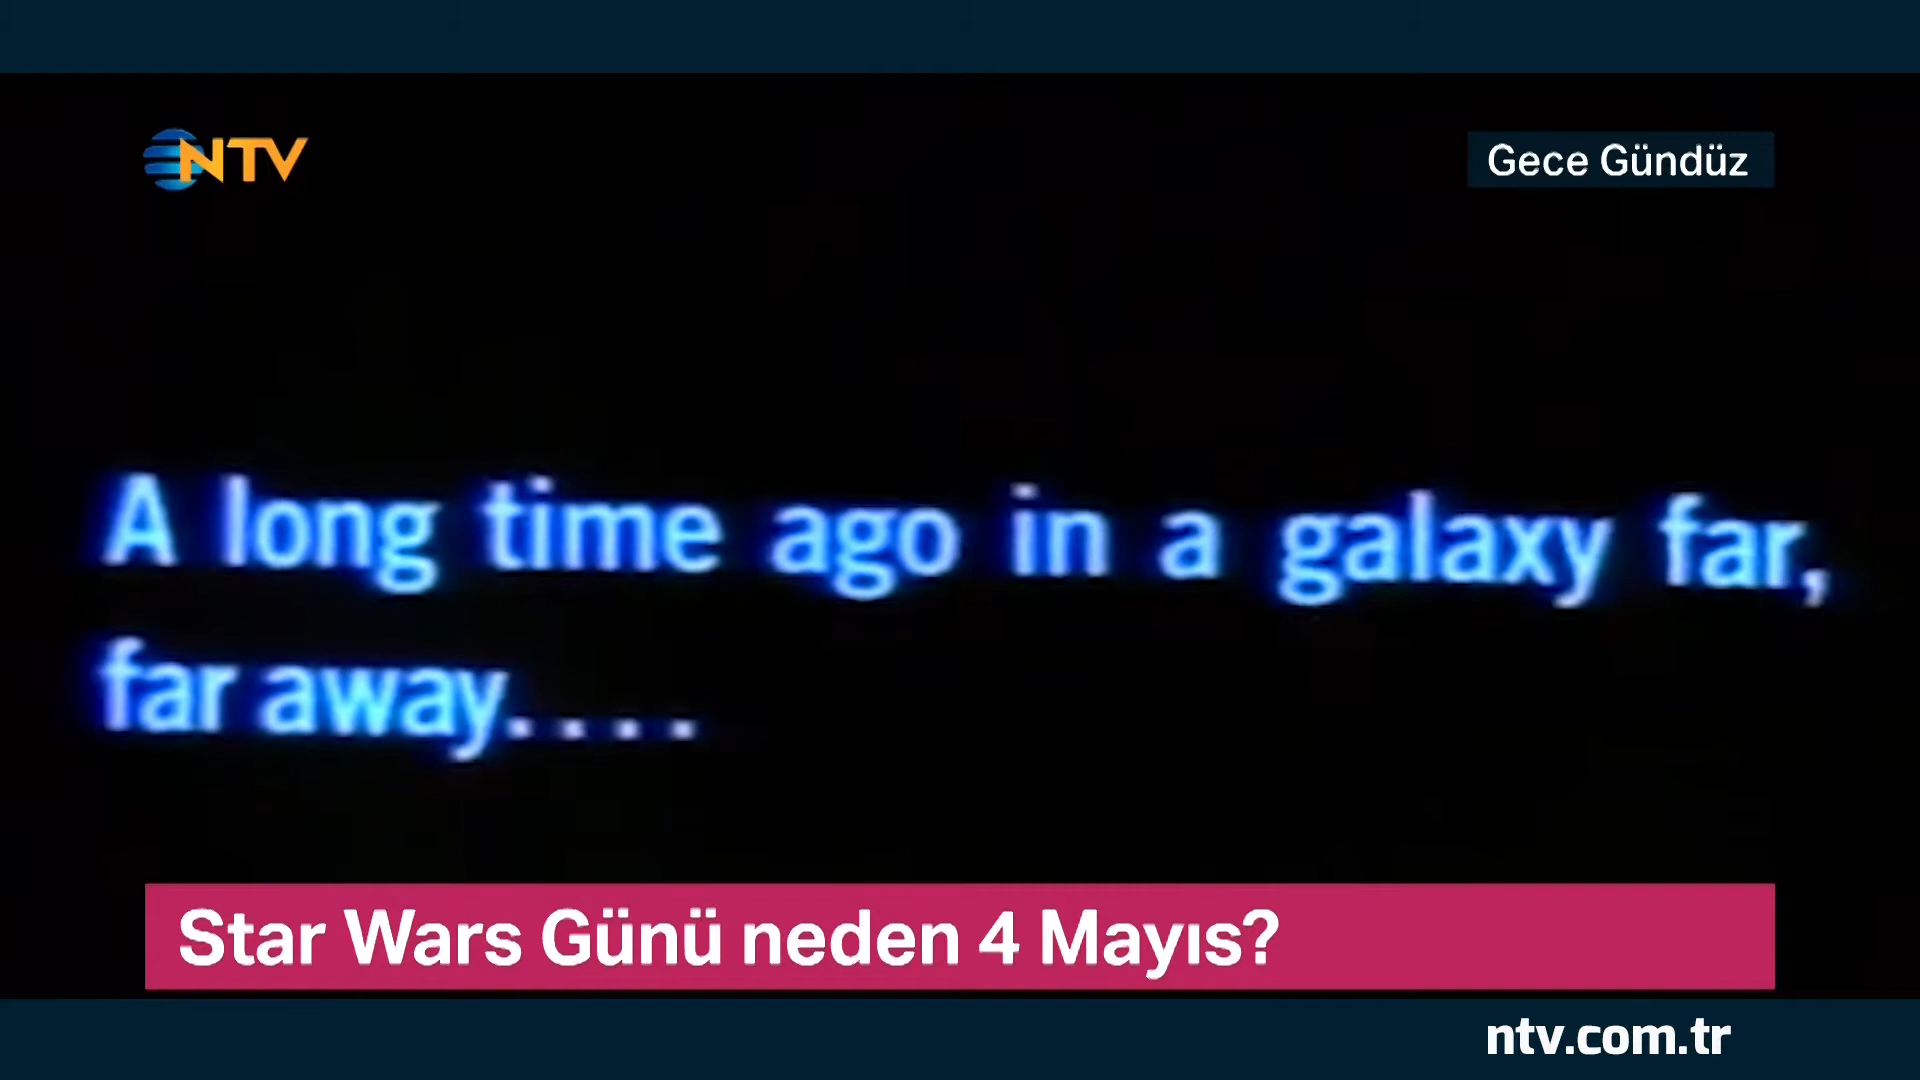 NTV
Gece Gündüz
A long time ago in a galaxy far,
far away....
Star Wars Günü neden 4 Mayıs?
ntv.com.tr